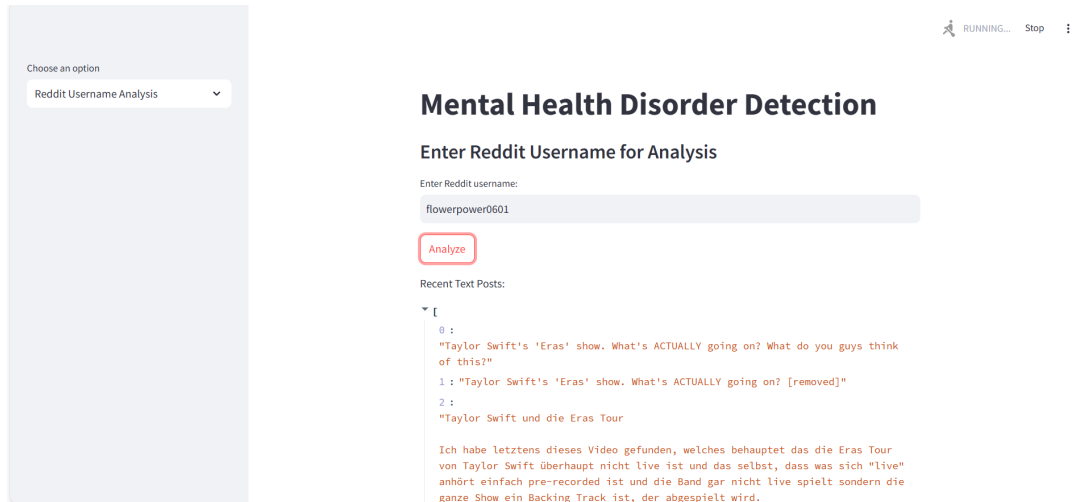 RUNNING... Stop
Choose an option
Reddit Username Analysis
Mental Health Disorder Detection
Enter Reddit Username for Analysis
Enter Reddit username:
flowerpower0601
Analyze
Recent Text Posts:
[
0 :
"Taylor Swift's 'Eras' show. What's ACTUALLY going on? What do you guys think
of this?"
1 : "Taylor Swift's 'Eras' show. What's ACTUALLY going on? [removed]"
2 :
"Taylor Swift und die Eras Tour
Ich habe letztens dieses Video gefunden, welches behauptet das die Eras Tour
von Taylor Swift überhaupt nicht live ist und das selbst, dass was sich "live"
anhört einfach pre-recorded ist und die Band gar nicht live spielt sondern die
ganze Show ein Backing Track ist, der abgespielt wird.